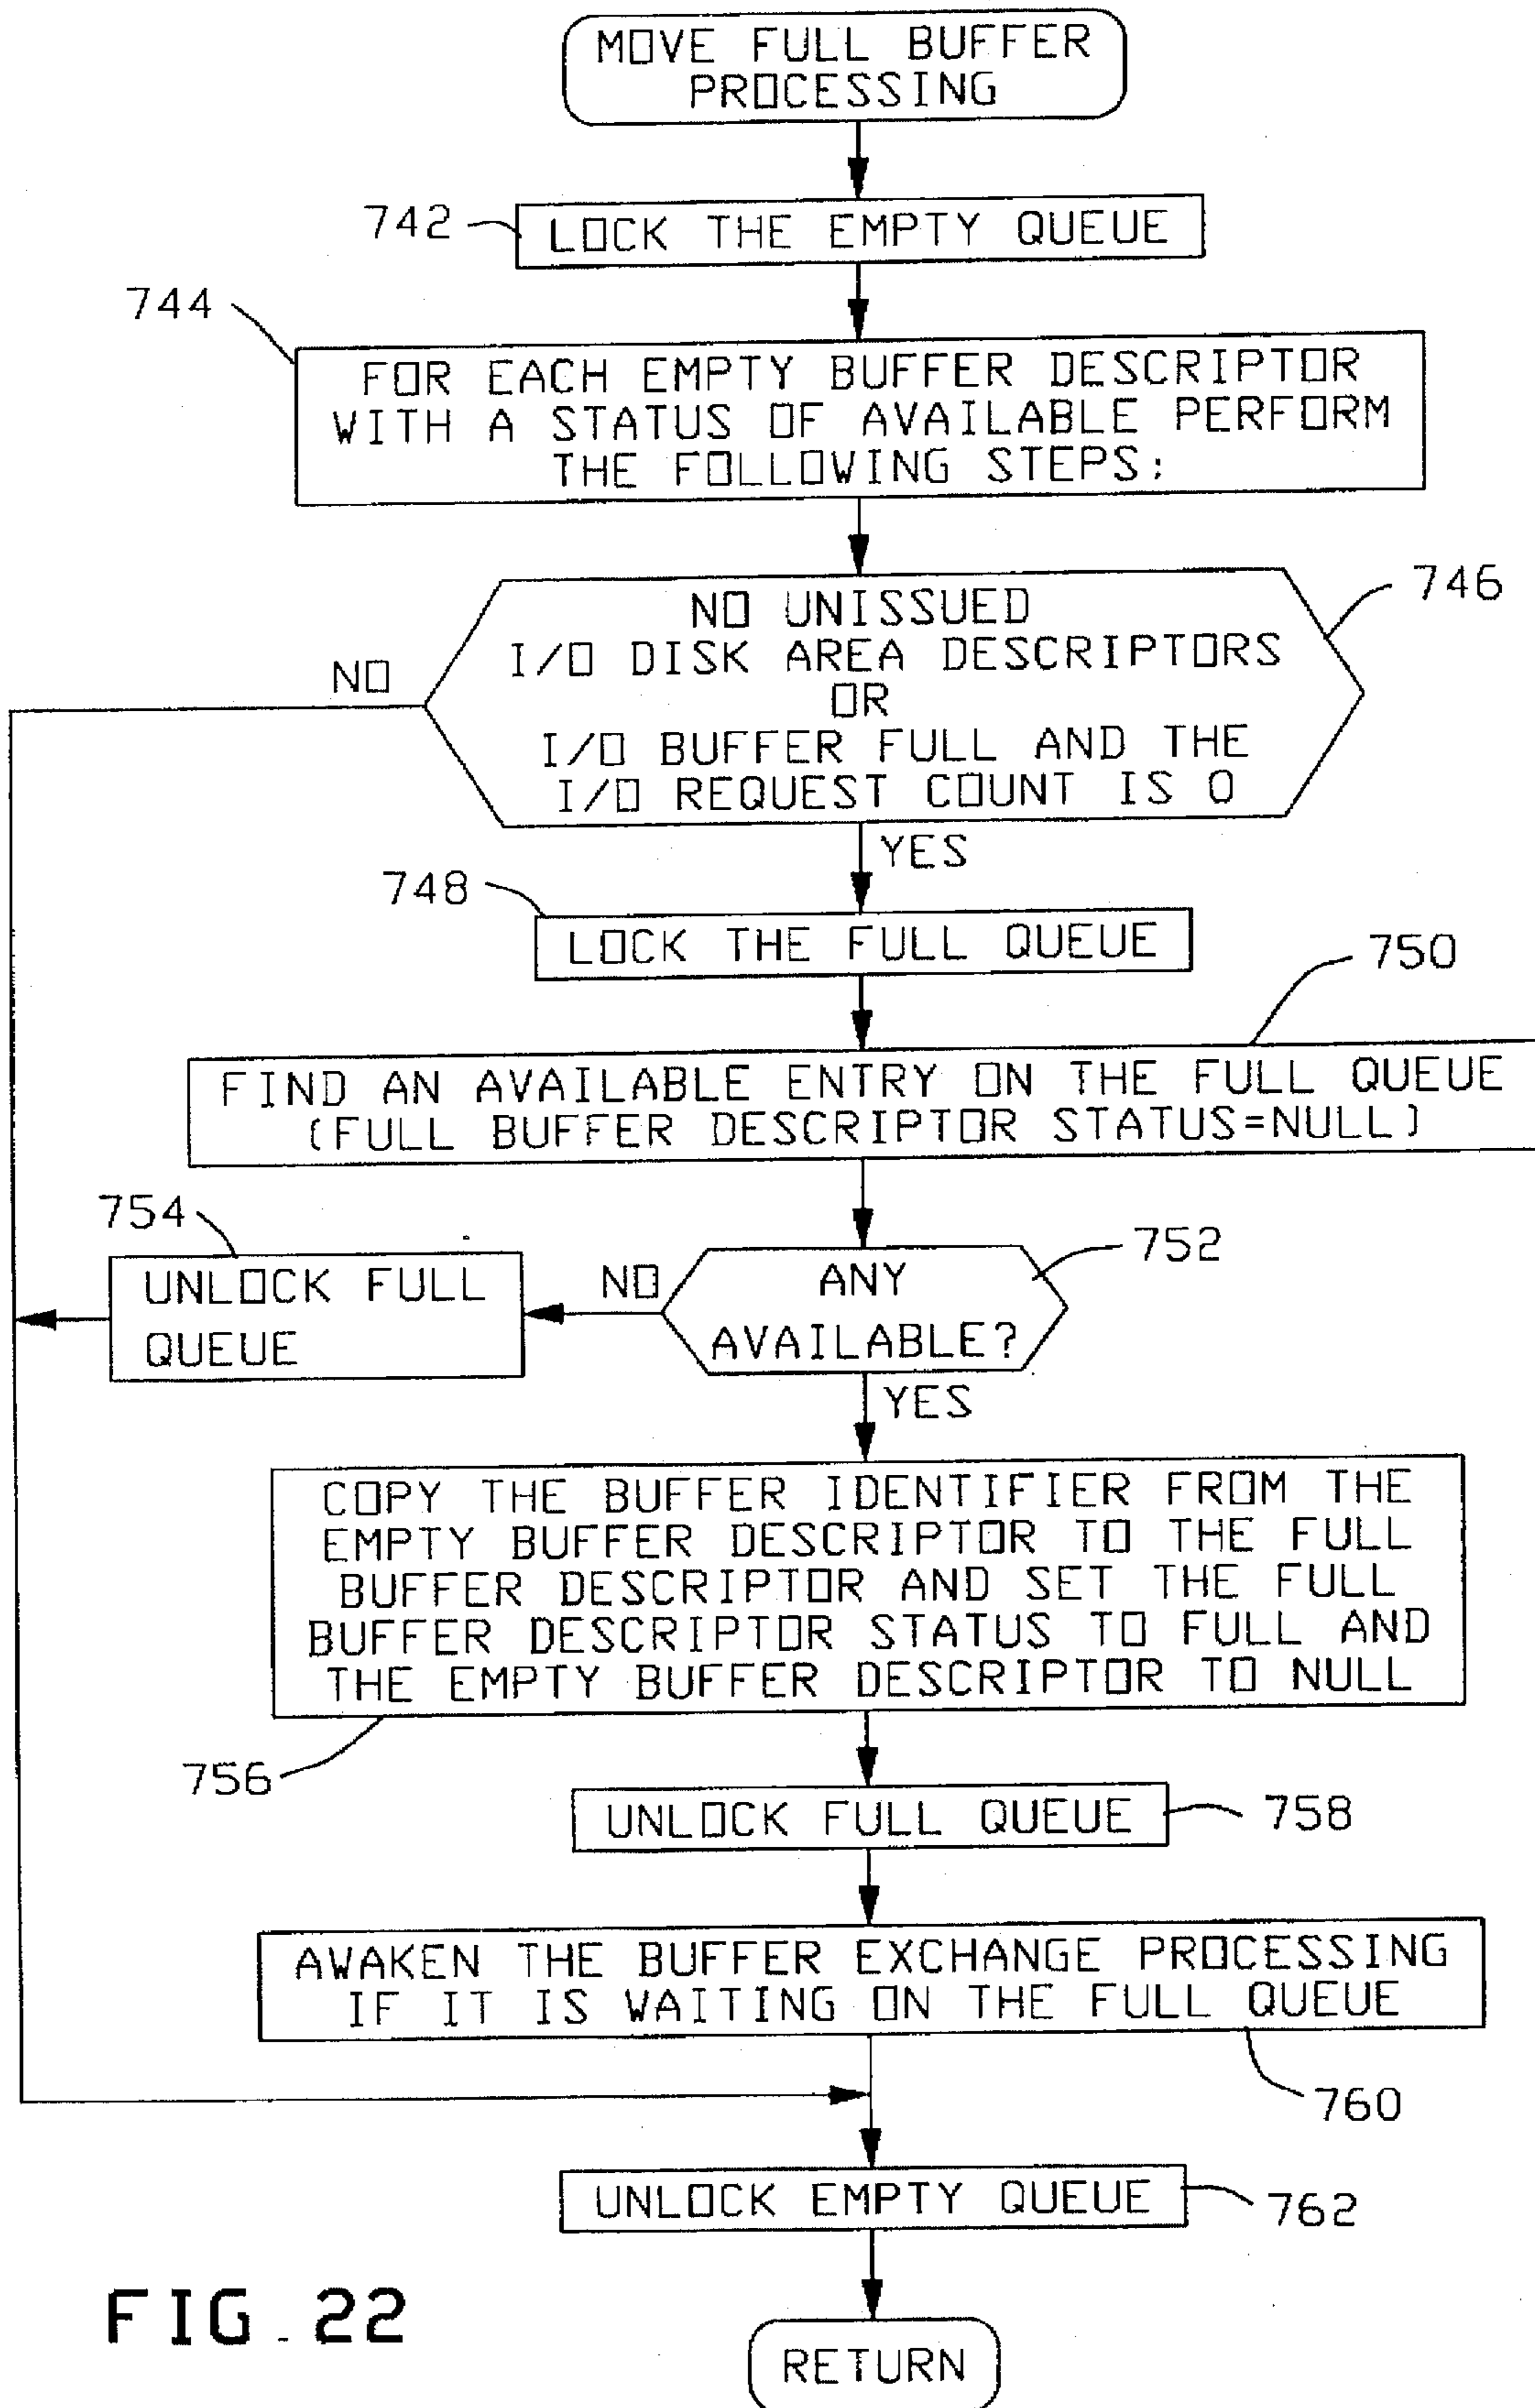 MOVE FULL BUFFER
PROCESSING
742
LOCK THE EMPTY QUEUE
744
FOR EACH EMPTY BUFFER DESCRIPTOR
WITH A STATUS OF AVAILABLE PERFORM
THE FOLLOWING STEPS:
746
NO UNISSUED
I/O DISK AREA DESCRIPTORS
OR
I/O BUFFER FULL AND THE
I/O REQUEST COUNT IS 0
NO
YES
748
LOCK THE FULL QUEUE
750
FIND AN AVAILABLE ENTRY ON THE FULL QUEUE
(FULL BUFFER DESCRIPTOR STATUS=NULL)
754
UNLOCK FULL
QUEUE
NO
ANY
AVAILABLE?
752
YES
COPY THE BUFFER IDENTIFIER FROM THE
EMPTY BUFFER DESCRIPTOR TO THE FULL
BUFFER DESCRIPTOR AND SET THE FULL
BUFFER DESCRIPTOR STATUS TO FULL AND
THE EMPTY BUFFER DESCRIPTOR TO NULL
756
UNLOCK FULL QUEUE
758
AWAKEN THE BUFFER EXCHANGE PROCESSING
IF IT IS WAITING ON THE FULL QUEUE
760
UNLOCK EMPTY QUEUE
762
RETURN
FIG. 22